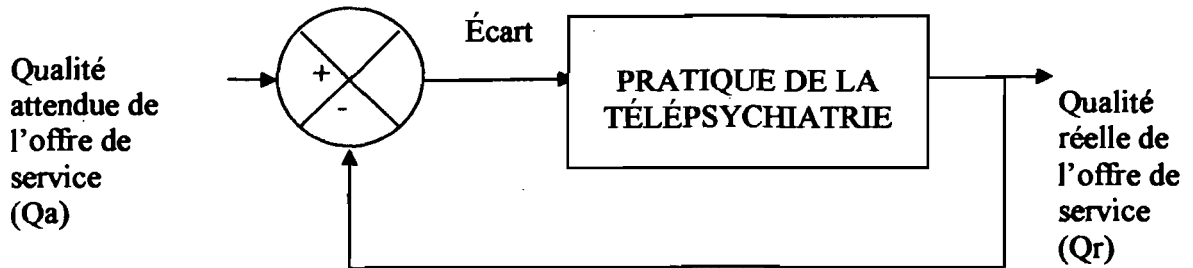 Qualité
attendue de
l'offre de
service
(Qa)
+
-
Écart
PRATIQUE DE LA
TÉLÉPSYCHIATRIE
Qualité
réelle de
l'offre de
service
(Qr)